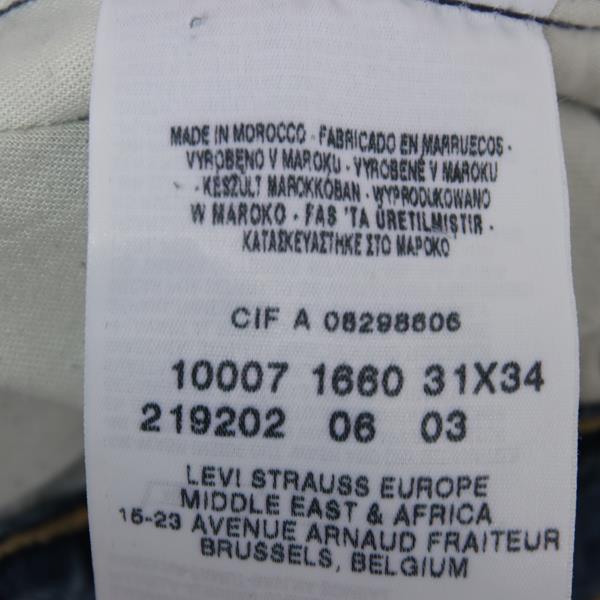 MADE IN MOROCCO · FABRICADO EN MARRUECOS ·
VYROBENO V MAROKU · VYROBENÉ V MAROKU
· KÉSZÜLT MAROKKÓBAN · WYPRODUKOWANO
W MAROKO · FAS 'TA ÜRETILMISTIR ·
ΚΑΤΑΣΚΕΥΑΣΤΗΚΕ ΣΤΟ ΜΑΡΟΚΟ
CIF A 08298606
10007 1660 31X34
219202 06 03
LEVI STRAUSS EUROPE
MIDDLE EAST & AFRICA
15-23 AVENUE ARNAUD FRAITEUR
BRUSSELS, BELGIUM